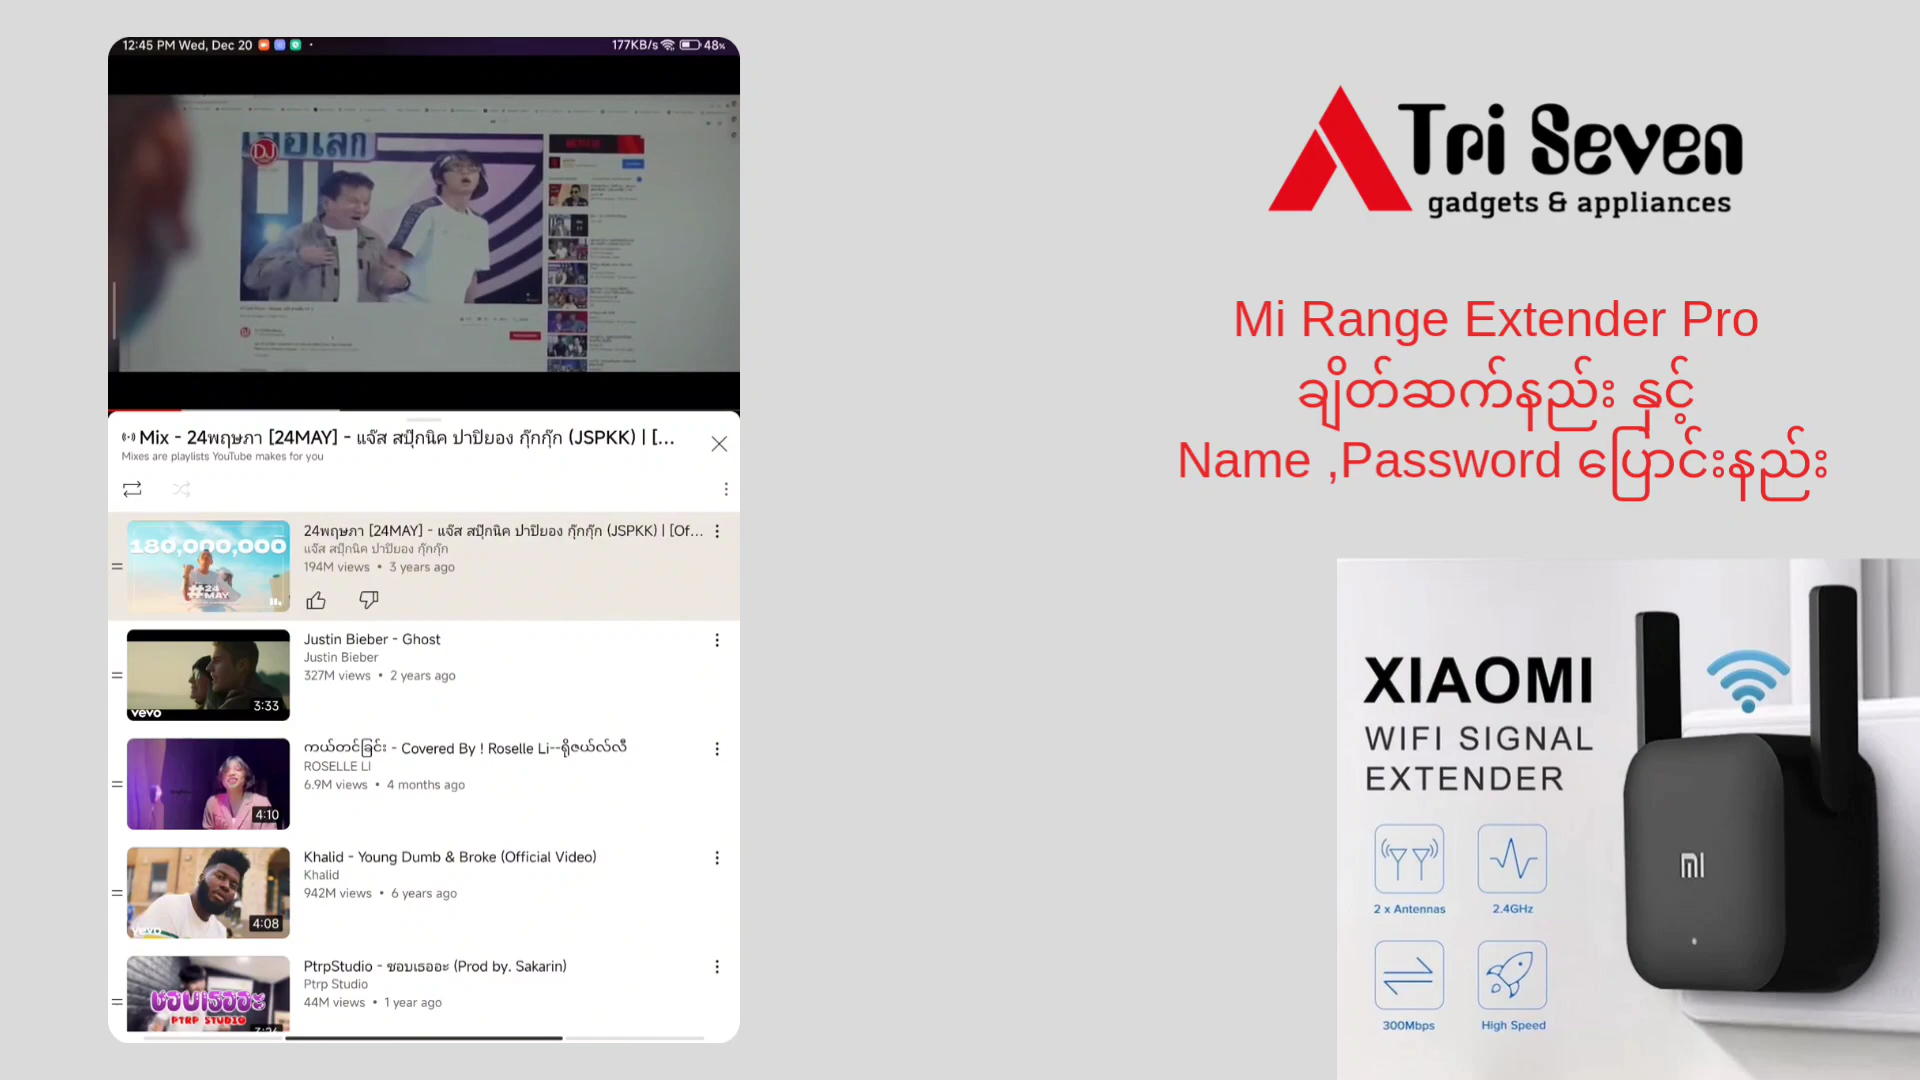 12:45 PM Wed, Dec 20
177KB/s 48%
DJ
Mix - 24พฤษภา [24MAY] - แจ๊ส สปุ๊กนิค ปาปิยอง กุ๊กกุ๊ก (JSPKK) | [...
Mixes are playlists YouTube makes for you
180,000,000
#24
MAY
24พฤษภา [24MAY] - แจ๊ส สปุ๊กนิค ปาปิยอง กุ๊กกุ๊ก (JSPKK) | [Of...
แจ๊ส สปุ๊กนิค ปาปิยอง กุ๊กกุ๊ก
194M views • 3 years ago
Justin Bieber - Ghost
Justin Bieber
327M views • 2 years ago
vevo
3:33
ကယ်တင်ခြင်း - Covered By ! Roselle Li--ရိုဇယ်လ်လီ
ROSELLE LI
6.9M views • 4 months ago
4:10
Khalid - Young Dumb & Broke (Official Video)
Khalid
942M views • 6 years ago
vevo
4:08
PtrpStudio - ชอบเธออะ (Prod by. Sakarin)
Ptrp Studio
44M views • 1 year ago
PTRP STUDIO
Tri Seven
gadgets & appliances
Mi Range Extender Pro
ချိတ်ဆက်နည်း နှင့်
Name ,Password ပြောင်းနည်း
XIAOMI
WIFI SIGNAL
EXTENDER
2 x Antennas
2.4GHz
300Mbps
High Speed
mi